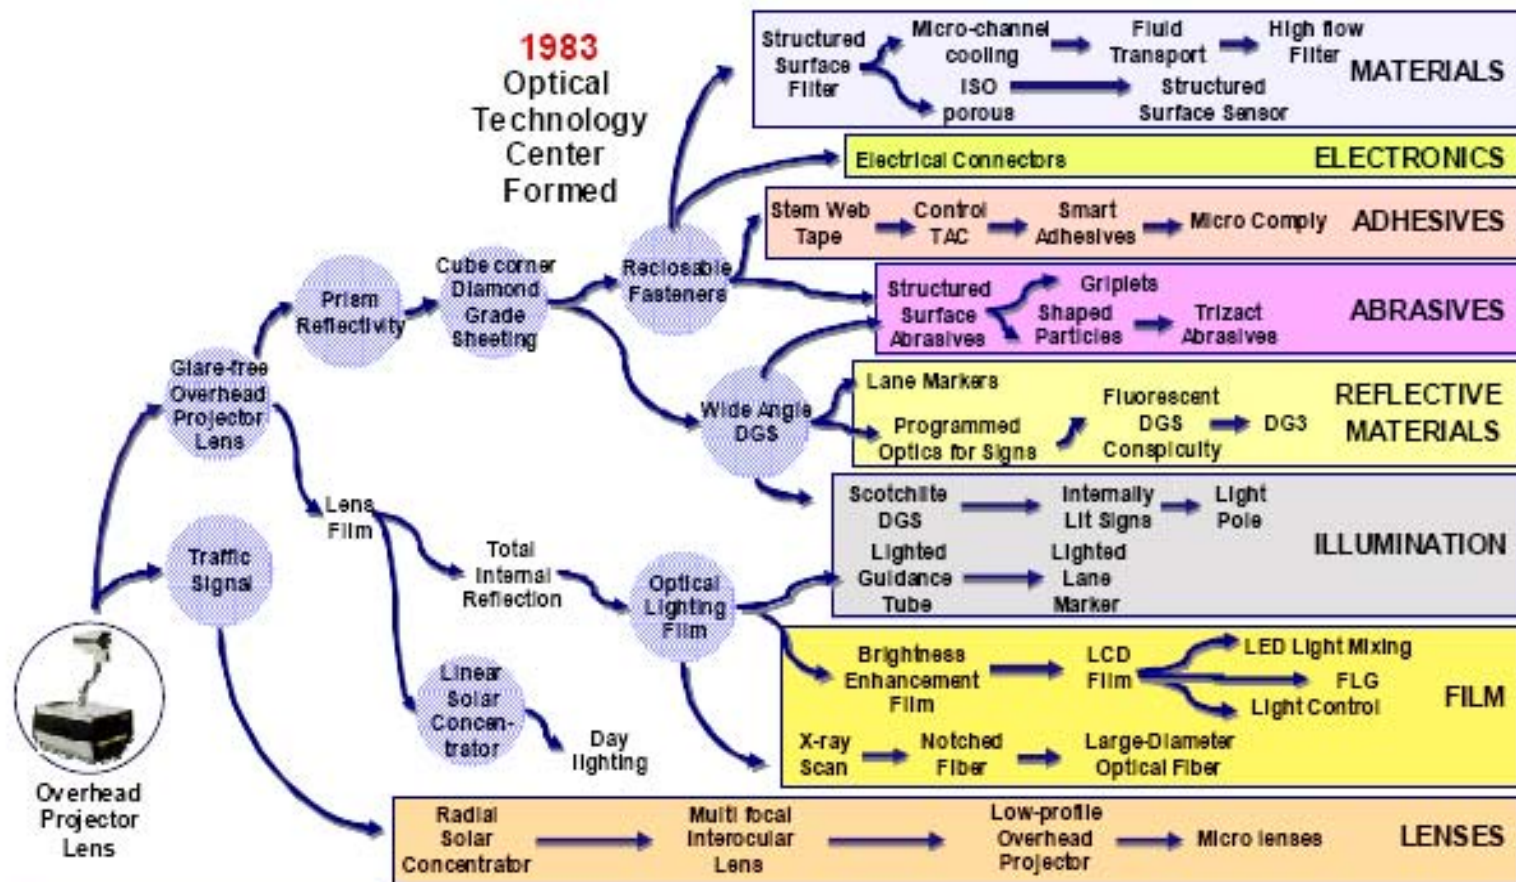 1983
Optical
Technology
Center
Formed
Structured
Surface
Filter
Micro-channel
cooling
Fluid
Transport
High flow
Filter
ISO
porous
Structured
Surface Sensor
MATERIALS
Electrical Connectors
ELECTRONICS
Stem Web
Tape
Control
TAC
Smart
Adhesives
Micro Comply
ADHESIVES
Structured
Surface
Abrasives
Griplets
Shaped
Particles
Trizact
Abrasives
ABRASIVES
Lane Markers
Programmed
Optics for Signs
Fluorescent
DGS
Conspicuity
DG3
REFLECTIVE
MATERIALS
Scotchlite
DGS
Internally
Lit Signs
Light
Pole
Lighted
Guidance
Tube
Lighted
Lane
Marker
ILLUMINATION
Brightness
Enhancement
Film
LCD
Film
LED Light Mixing
FLG
Light Control
X-ray
Scan
Notched
Fiber
Large-Diameter
Optical Fiber
FILM
Radial
Solar
Concentrator
Multi focal
Interocular
Lens
Low-profile
Overhead
Projector
Micro lenses
LENSES
Reclosable
Fasteners
Cube corner
Diamond
Grade
Sheeting
Prism
Reflectivity
Glare-free
Overhead
Projector
Lens
Wide Angle
DGS
Lens
Film
Traffic
Signal
Total
Internal
Reflection
Optical
Lighting
Film
Linear
Solar
Concen-
trator
Day
lighting
Overhead
Projector
Lens